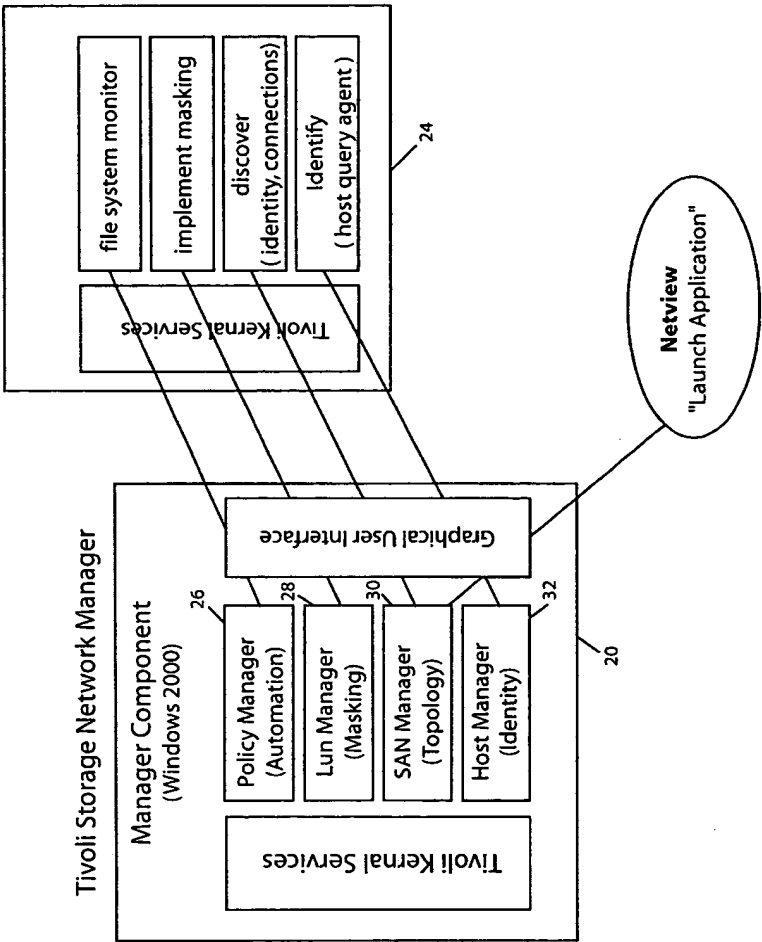 Tivoli Storage Network Manager
Manager Component
(Windows 2000)
Tivoli Kernal Services
Policy Manager
(Automation)
26
Lun Manager
(Masking)
28
SAN Manager
(Topology)
30
Host Manager
(Identity)
32
Graphical User Interface
20
Tivoli Kernal Services
file system monitor
implement masking
discover
(identity, connections)
Identify
( host query agent )
24
Netview
"Launch Application"